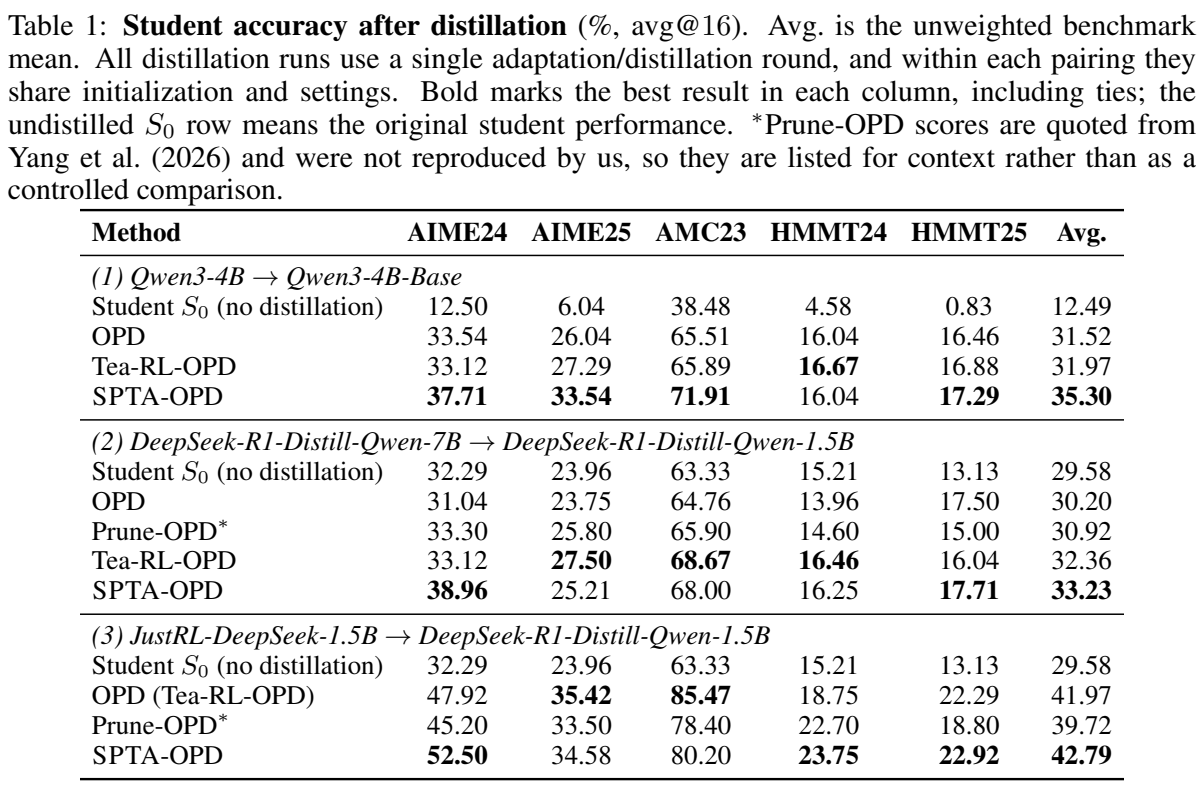 Table 1: Student accuracy after distillation (%, avg@16). Avg. is the unweighted benchmark
mean. All distillation runs use a single adaptation/distillation round, and within each pairing they
share initialization and settings. Bold marks the best result in each column, including ties; the
undistilled S₀ row means the original student performance. *Prune-OPD scores are quoted from
Yang et al. (2026) and were not reproduced by us, so they are listed for context rather than as a
controlled comparison.
Method AIME24 AIME25 AMC23 HMMT24 HMMT25 Avg.
(1) Qwen3-4B → Qwen3-4B-Base
Student S₀ (no distillation) 12.50 6.04 38.48 4.58 0.83 12.49
OPD 33.54 26.04 65.51 16.04 16.46 31.52
Tea-RL-OPD 33.12 27.29 65.89 16.67 16.88 31.97
SPTA-OPD 37.71 33.54 71.91 16.04 17.29 35.30
(2) DeepSeek-R1-Distill-Qwen-7B → DeepSeek-R1-Distill-Qwen-1.5B
Student S₀ (no distillation) 32.29 23.96 63.33 15.21 13.13 29.58
OPD 31.04 23.75 64.76 13.96 17.50 30.20
Prune-OPD* 33.30 25.80 65.90 14.60 15.00 30.92
Tea-RL-OPD 33.12 27.50 68.67 16.46 16.04 32.36
SPTA-OPD 38.96 25.21 68.00 16.25 17.71 33.23
(3) JustRL-DeepSeek-1.5B → DeepSeek-R1-Distill-Qwen-1.5B
Student S₀ (no distillation) 32.29 23.96 63.33 15.21 13.13 29.58
OPD (Tea-RL-OPD) 47.92 35.42 85.47 18.75 22.29 41.97
Prune-OPD* 45.20 33.50 78.40 22.70 18.80 39.72
SPTA-OPD 52.50 34.58 80.20 23.75 22.92 42.79